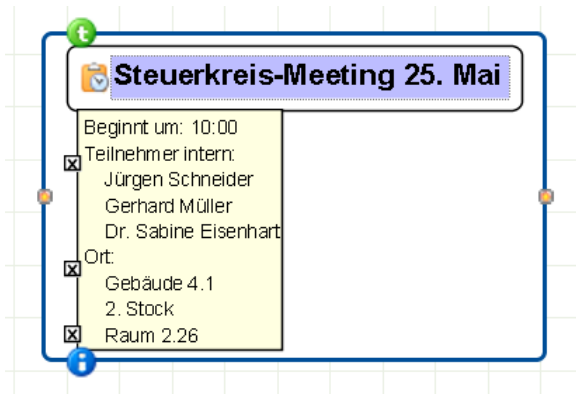 t
Steuerkreis-Meeting 25. Mai
Beginnt um: 10:00
Teilnehmer intern:
Jürgen Schneider
Gerhard Müller
Dr. Sabine Eisenhart
Ort:
Gebäude 4.1
2. Stock
Raum 2.26
i